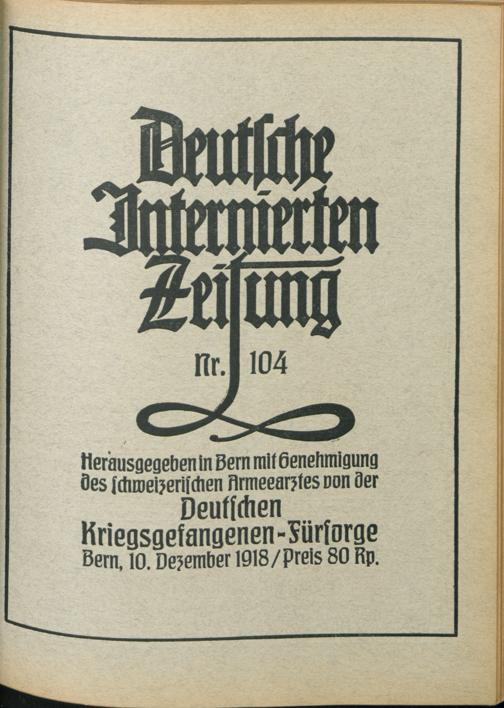 Deutſche
Internierten
Zeitung
Nr. 104
Herausgegeben in Bern mit Genehmigung
des ſchweizeriſchen Armeearztes von der
Deutſchen
Kriegsgefangenen-Fürſorge
Bern, 10. Dezember 1918 / Preis 80 Rp.